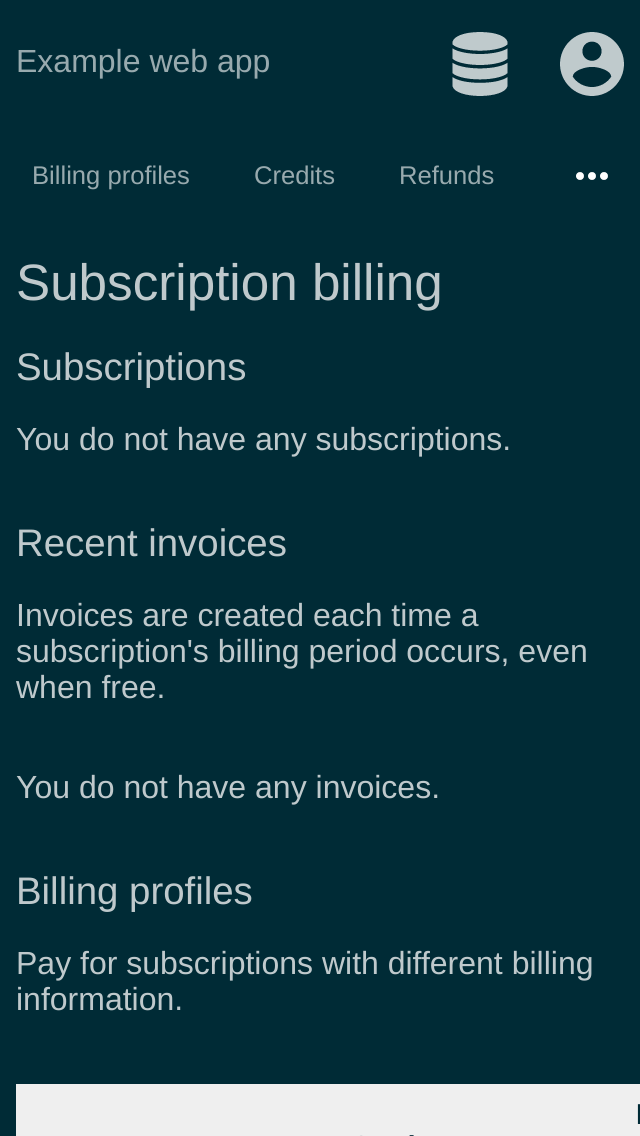 Example web app
Billing profiles Credits Refunds
Subscription billing
Subscriptions
You do not have any subscriptions.
Recent invoices
Invoices are created each time a
subscription's billing period occurs, even
when free.
You do not have any invoices.
Billing profiles
Pay for subscriptions with different billing
information.